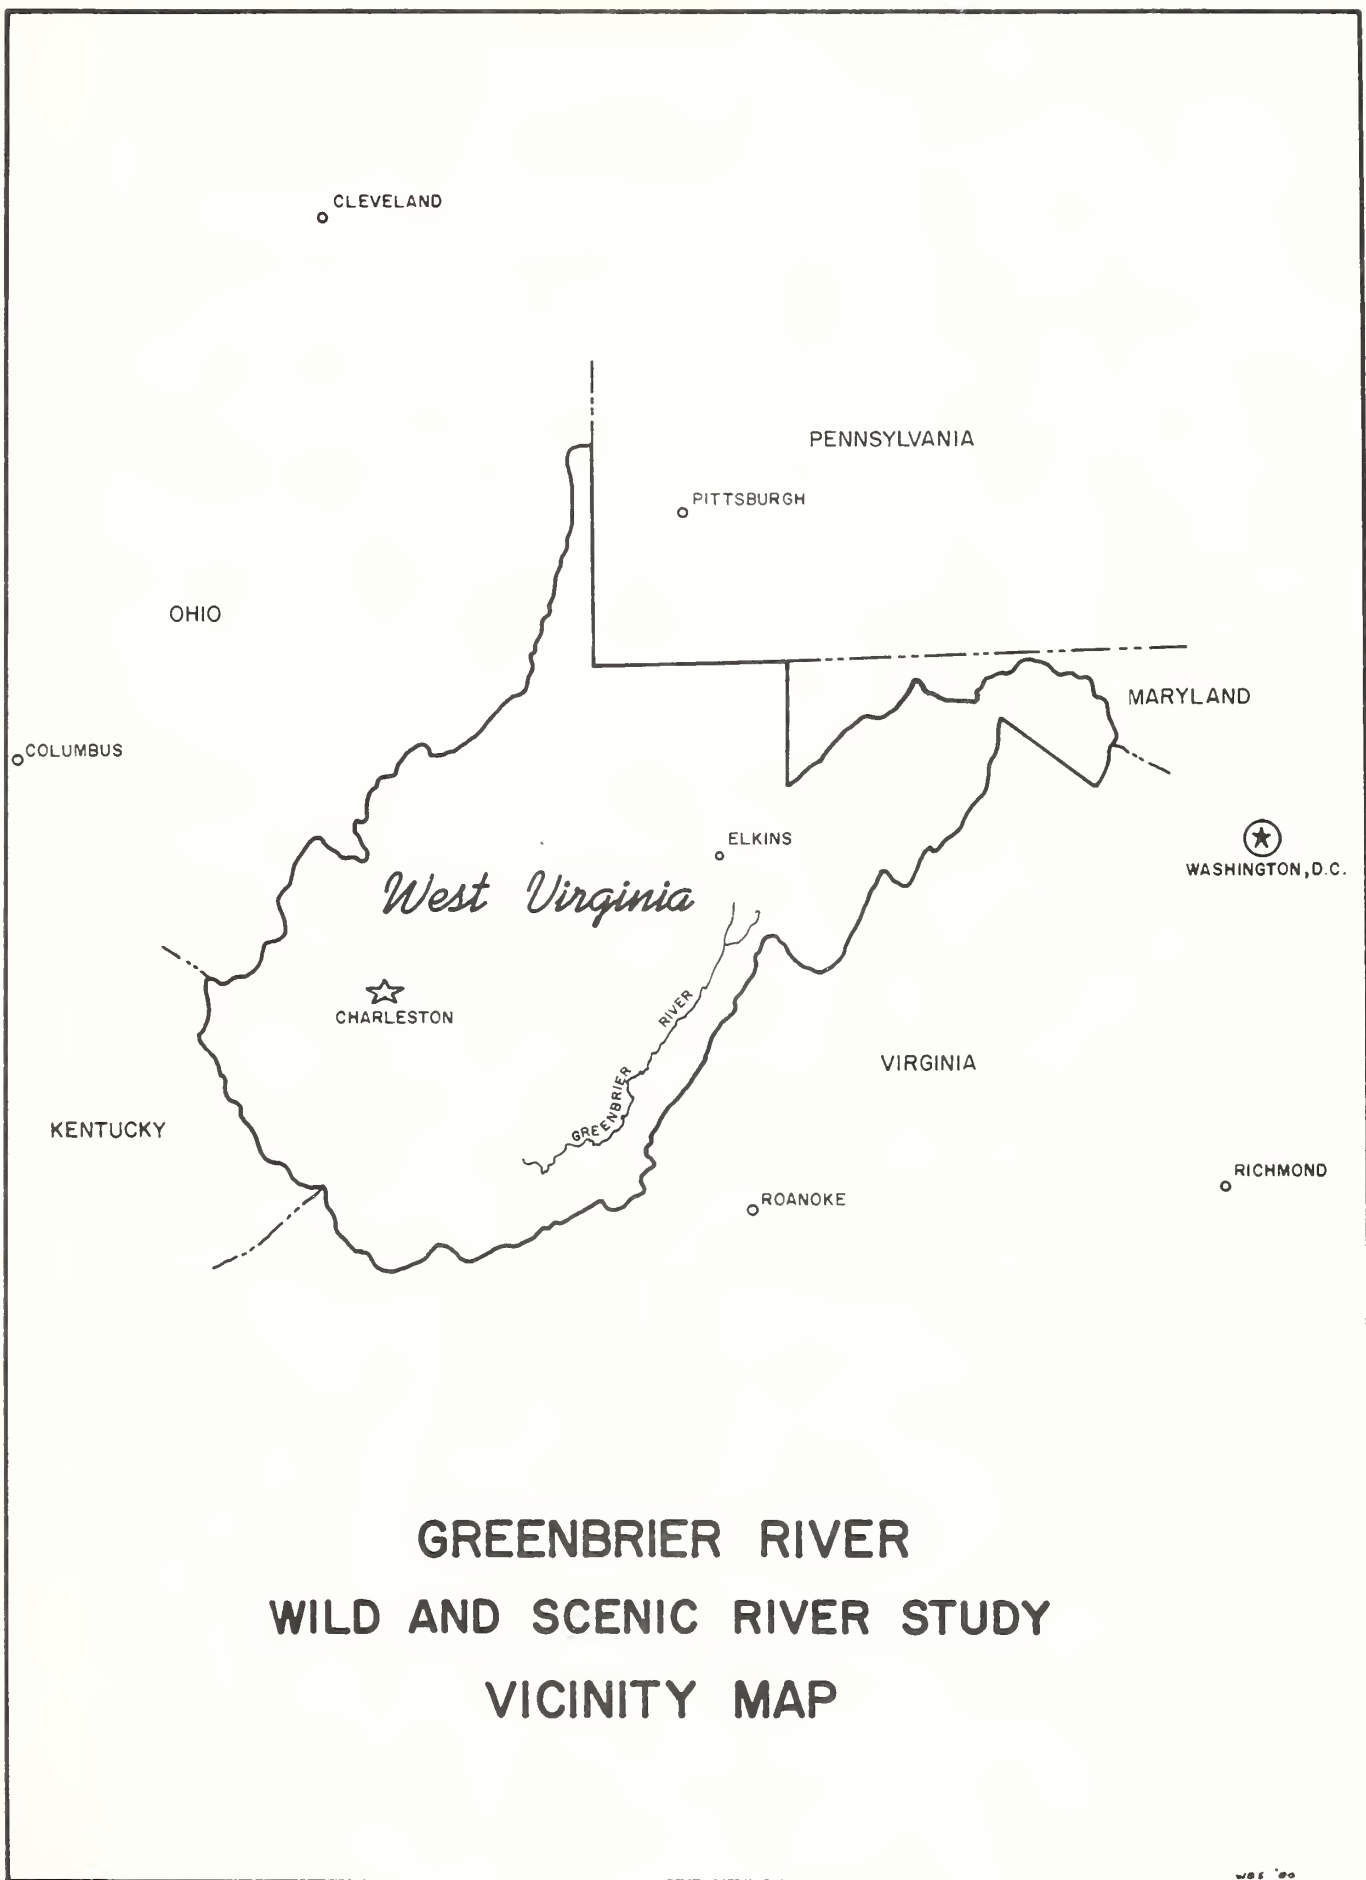 CLEVELAND
PENNSYLVANIA
PITTSBURGH
OHIO
MARYLAND
COLUMBUS
ELKINS
WASHINGTON, D.C.
West Virginia
RIVER
CHARLESTON
VIRGINIA
GREENBRIER
KENTUCKY
RICHMOND
ROANOKE
GREENBRIER RIVER
WILD AND SCENIC RIVER STUDY
VICINITY MAP